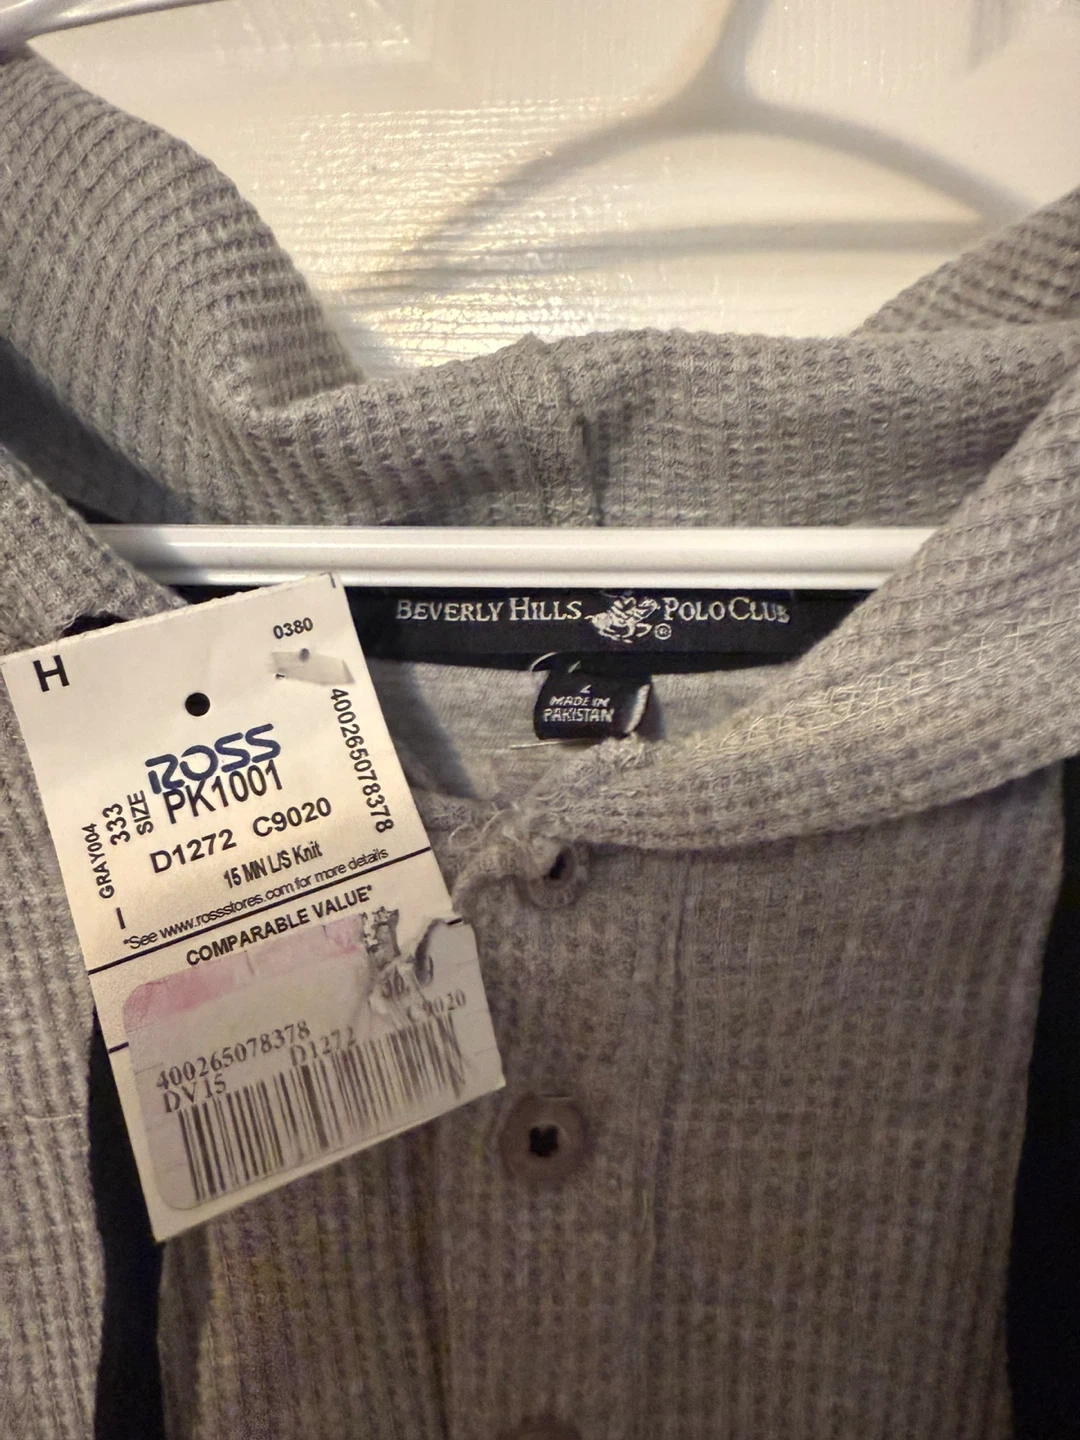 BEVERLY HILLS POLO CLUB ®
MADE IN
PAKISTAN
H
0380
ROSS
PK1001
400265078378
GRAY004
333
SIZE
D1272 C9020
15 MN L/S Knit
*See www.rossstores.com for more details
COMPARABLE VALUE*
C9020
400265078378
D1272
DV15